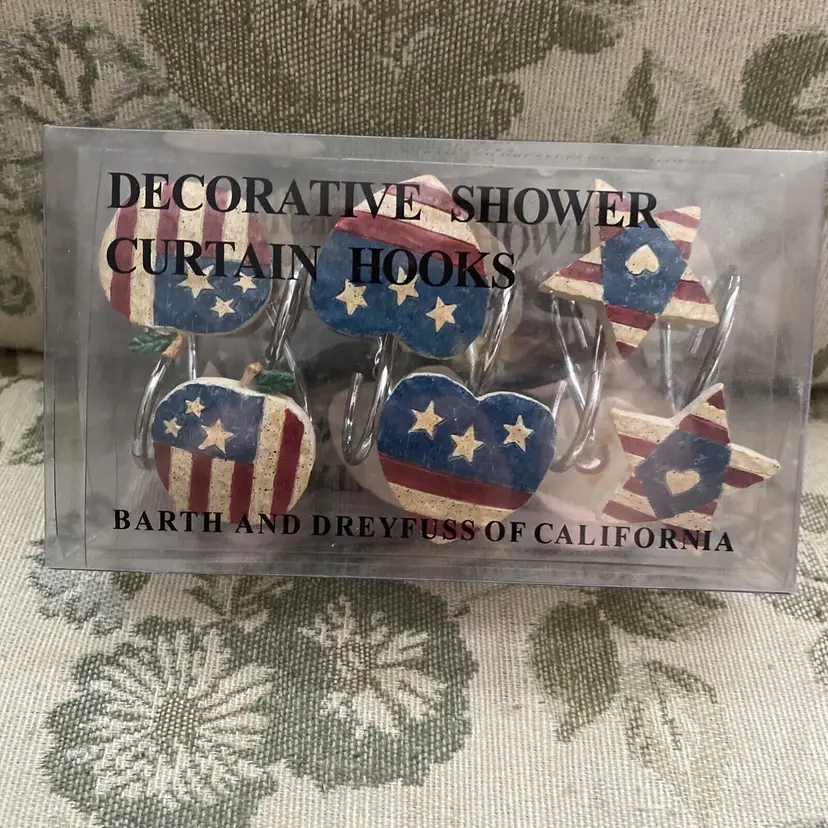 DECORATIVE SHOWER
CURTAIN HOOKS
BARTH AND DREYFUSS OF CALIFORNIA